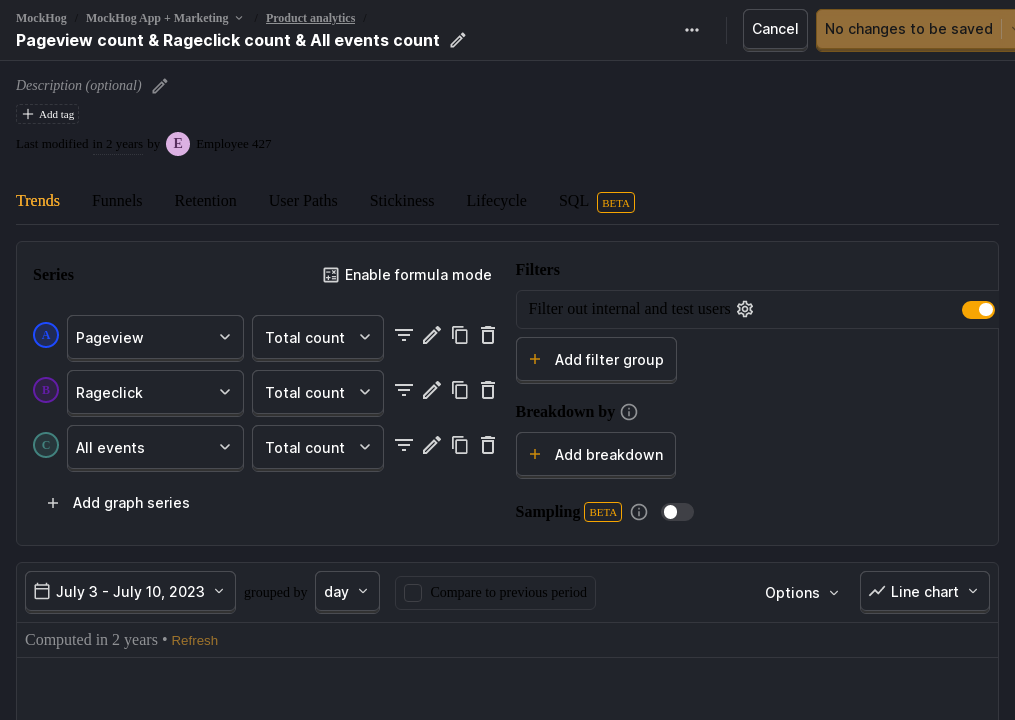 MockHog / MockHog App + Marketing / Product analytics /
Pageview count & Rageclick count & All events count
Cancel
No changes to be saved
Description (optional)
Add tag
Last modified in 2 years by E Employee 427
Trends Funnels Retention User Paths Stickiness Lifecycle SQL BETA
Series
Enable formula mode
A Pageview Total count
B Rageclick Total count
C All events Total count
Add graph series
Filters
Filter out internal and test users
Add filter group
Breakdown by
Add breakdown
Sampling BETA
July 3 - July 10, 2023 grouped by day Compare to previous period Options Line chart
Computed in 2 years • Refresh